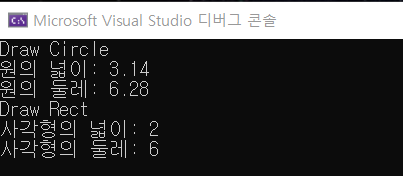 Microsoft Visual Studio 디버그 콘솔
Draw Circle
원의 넓이: 3.14
원의 둘레: 6.28
Draw Rect
사각형의 넓이: 2
사각형의 둘레: 6